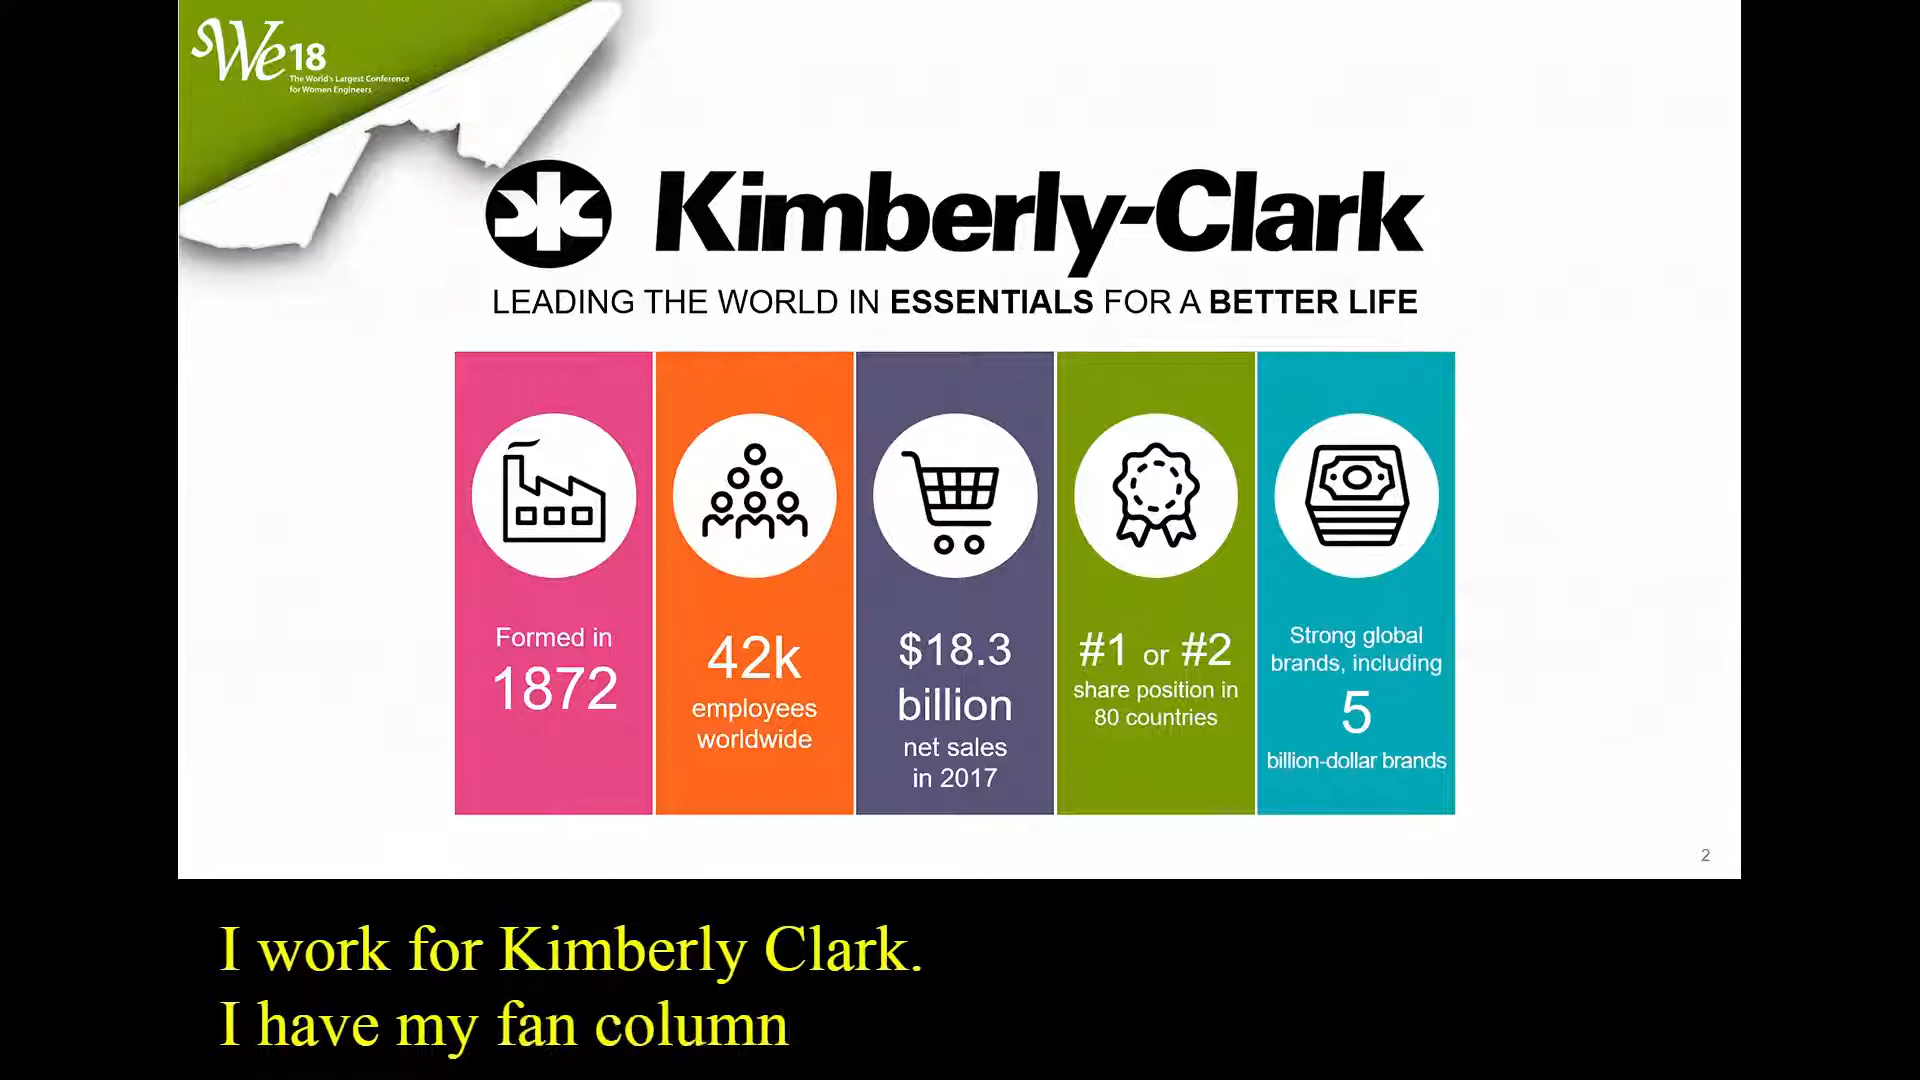 sWe18
The World's Largest Conference
for Women Engineers
Kimberly-Clark
LEADING THE WORLD IN ESSENTIALS FOR A BETTER LIFE
Formed in
1872
42k
employees
worldwide
$18.3
billion
net sales
in 2017
#1 or #2
share position in
80 countries
Strong global
brands, including
5
billion-dollar brands
2
I work for Kimberly Clark.
I have my fan column